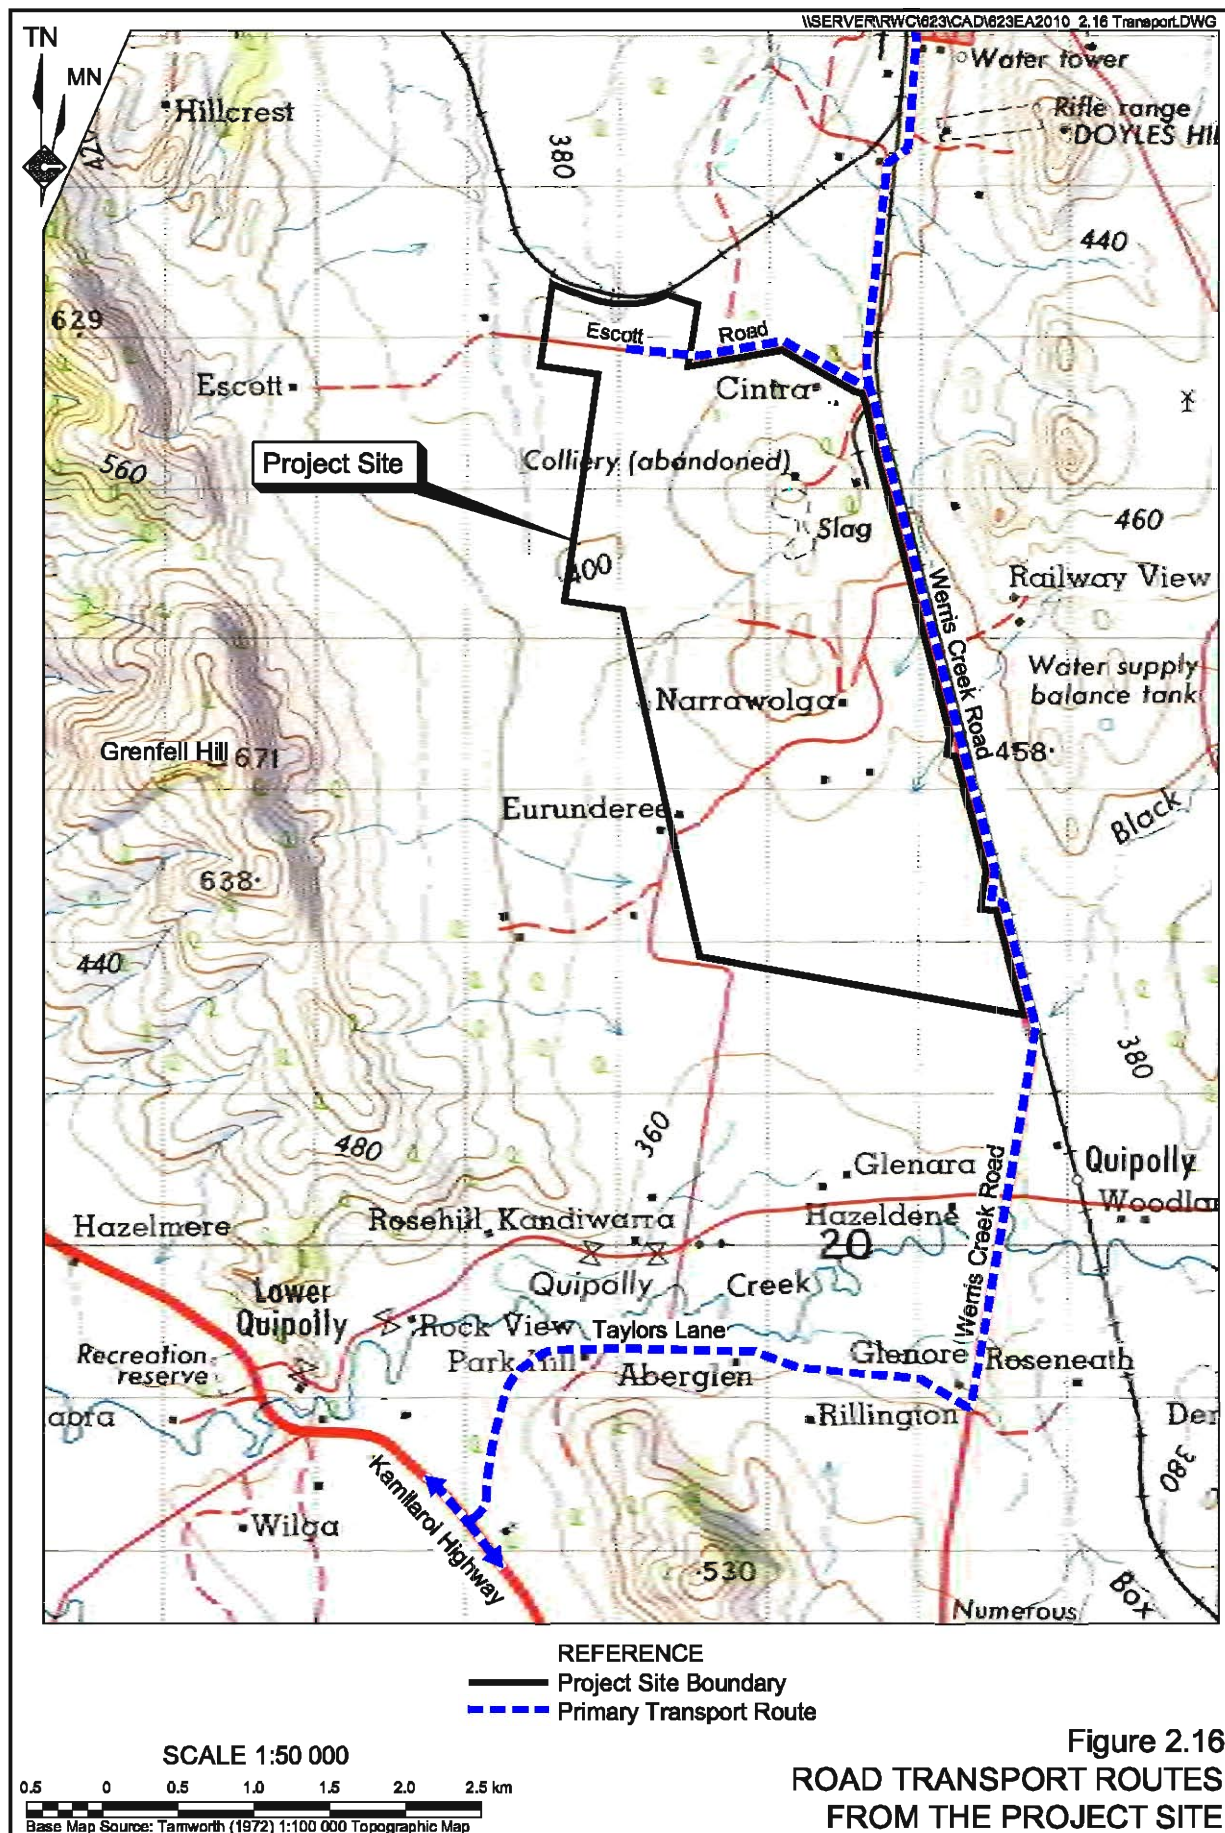 \\SERVER\RWC\623\CAD\623EA2010_2.16 Transport.DWG
TN
MN
Water tower
Hillcrest
Rifle range
DOYLES HIL
380
440
629
Escott
Road
Escott
Cintra
560
Project Site
Colliery (abandoned)
460
Slag
400
Railway View
Werris Creek Road
Water supply
balance tank
Narrawolga
Grenfell Hill 671
458
Eurunderee
Black
638
440
380
360
480
Glenara
Quipolly
Woodlan
Hazelmere
Rosehill
Kandiwarra
Hazeldene
20
Werris Creek Road
Lower
Quipolly
Quipolly
Creek
Rock View
Taylors Lane
Recreation
reserve
Park hill
Aberglen
Glenore
Roseneath
apra
Rillington
Der
Kamilaroi Highway
380
Wilga
530
Box
Numerous
REFERENCE
Project Site Boundary
Primary Transport Route
SCALE 1:50 000
0.5 0 0.5 1.0 1.5 2.0 2.5 km
Base Map Source: Tamworth (1972) 1:100 000 Topographic Map
Figure 2.16
ROAD TRANSPORT ROUTES
FROM THE PROJECT SITE